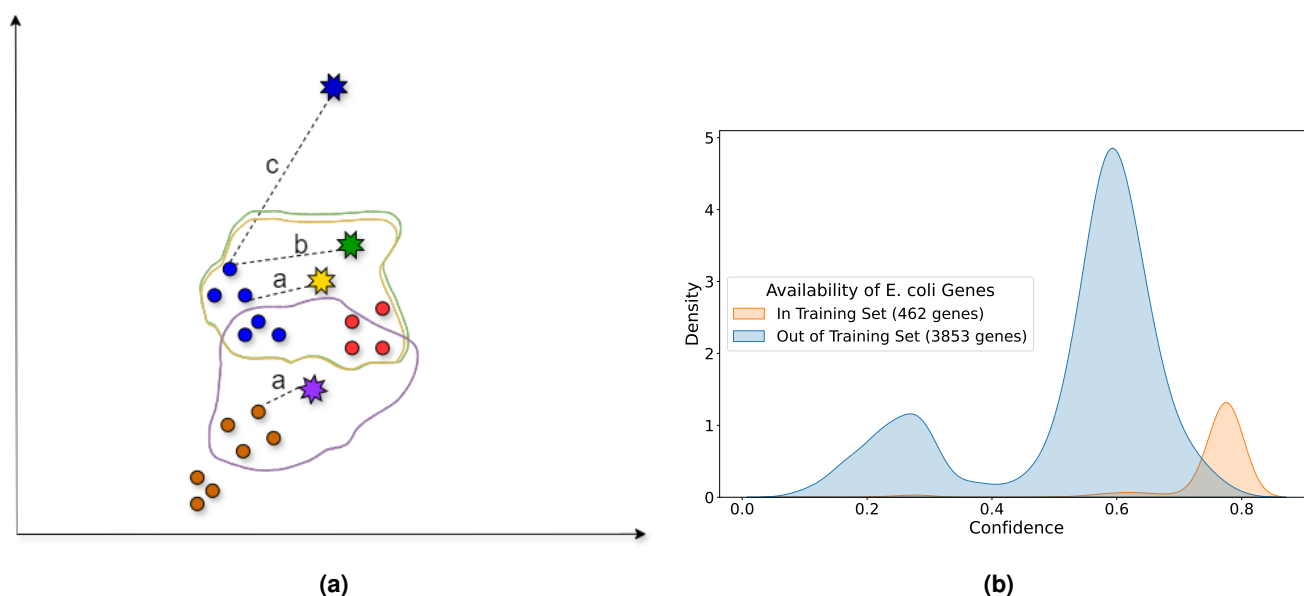 c
b
a
a
(a)
5
4
3
2
1
0
Density
Availability of E. coli Genes
In Training Set (462 genes)
Out of Training Set (3853 genes)
0.0 0.2 0.4 0.6 0.8
Confidence
(b)